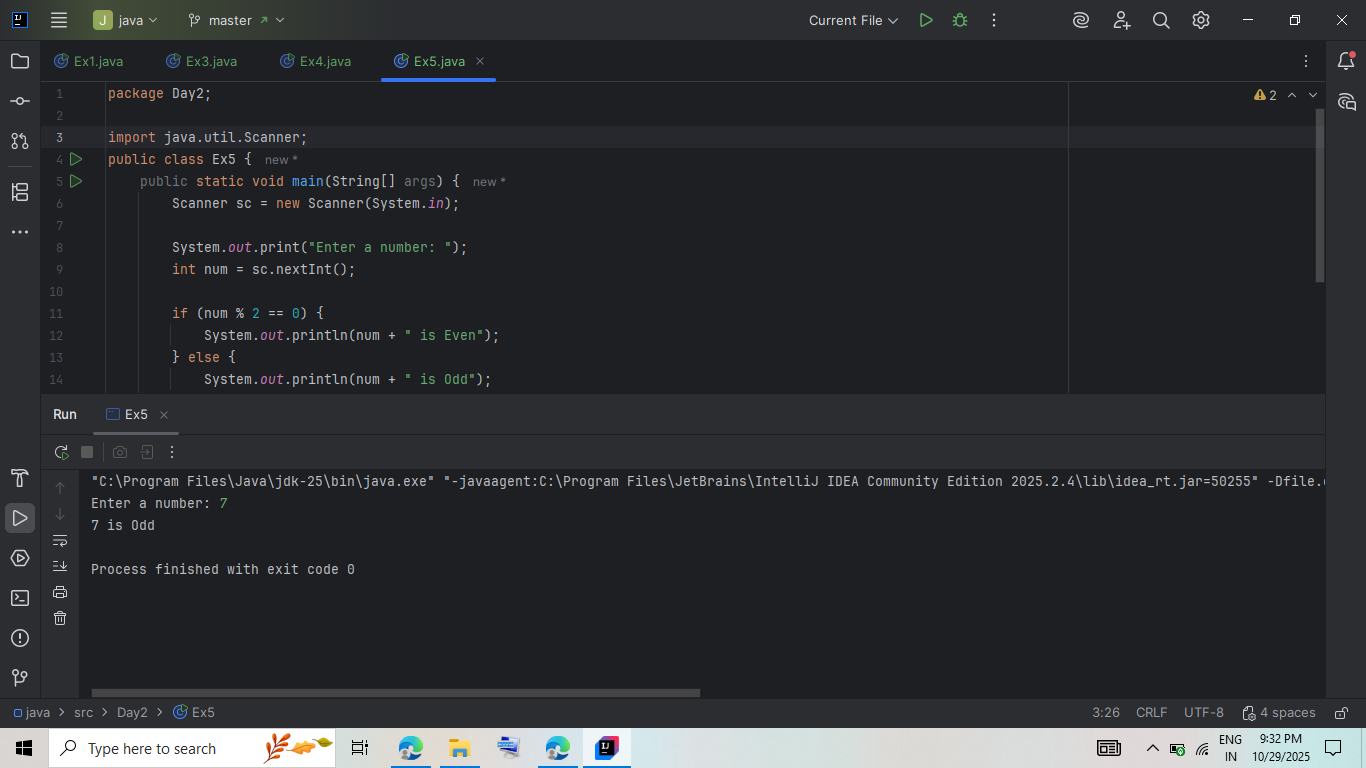 J java master Current File
Ex1.java Ex3.java Ex4.java Ex5.java
1 package Day2; 2
2
3 import java.util.Scanner;
4 public class Ex5 { new *
5 public static void main(String[] args) { new *
6 Scanner sc = new Scanner(System.in);
7
8 System.out.print("Enter a number: ");
9 int num = sc.nextInt();
10
11 if (num % 2 == 0) {
12 System.out.println(num + " is Even");
13 } else {
14 System.out.println(num + " is Odd");
Run Ex5
"C:\Program Files\Java\jdk-25\bin\java.exe" "-javaagent:C:\Program Files\JetBrains\IntelliJ IDEA Community Edition 2025.2.4\lib\idea_rt.jar=50255" -Dfile.
Enter a number: 7
7 is Odd
Process finished with exit code 0
java > src > Day2 > Ex5 3:26 CRLF UTF-8 4 spaces
Type here to search ENG 9:32 PM
IN 10/29/2025